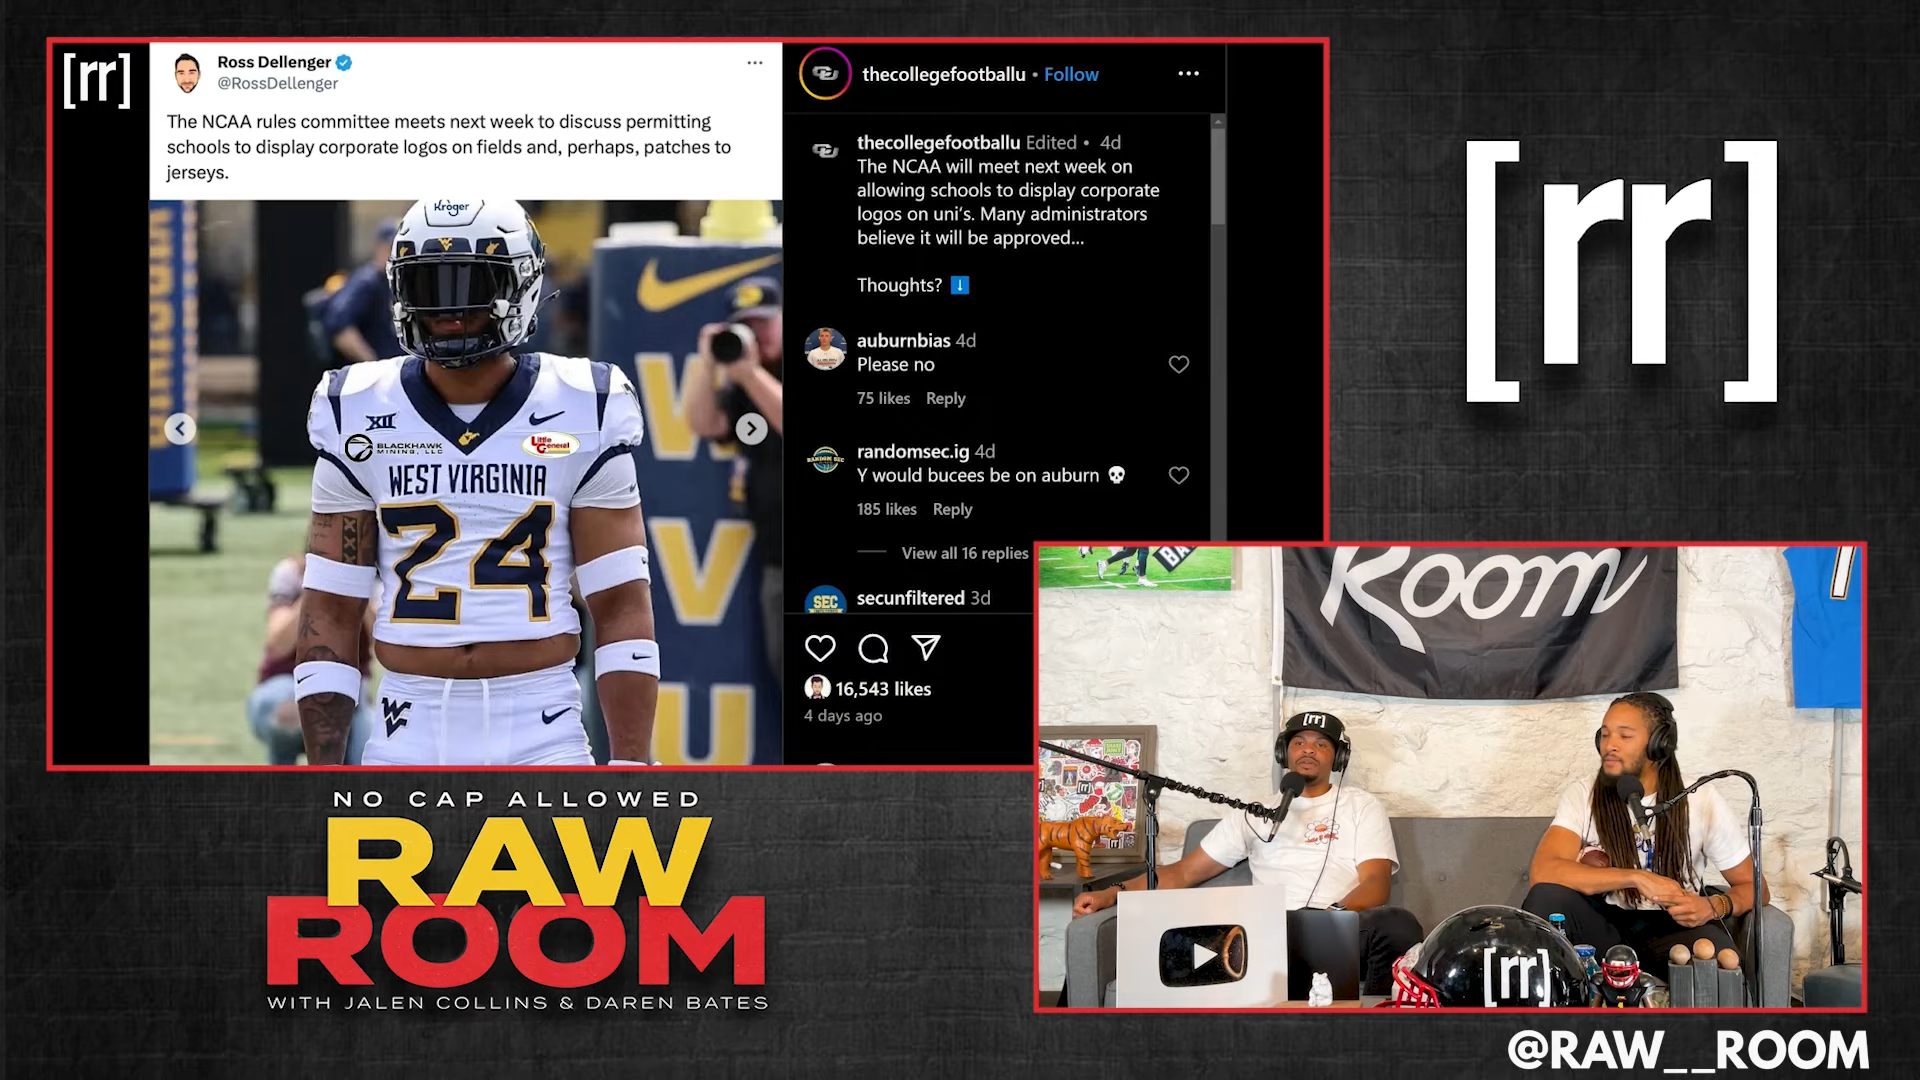 [rr]
Ross Dellenger
@RossDellenger
The NCAA rules committee meets next week to discuss permitting
schools to display corporate logos on fields and, perhaps, patches to
jerseys.
Kroger
XII
BLACKHAWK
MINING, LLC
Little
General
WEST VIRGINIA
24
WV
W
V
U
thecollegefootballu • Follow
thecollegefootballu Edited • 4d
The NCAA will meet next week on
allowing schools to display corporate
logos on uni's. Many administrators
believe it will be approved...
Thoughts? ⬇
auburnbias 4d
Please no
75 likes Reply
RANDOM SEC
randomsec.ig 4d
Y would bucees be on auburn 💀
185 likes Reply
View all 16 replies
SEC
secunfiltered 3d
16,543 likes
4 days ago
[rr]
Room
[rr]
[rr]
NO CAP ALLOWED
RAW
ROOM
WITH JALEN COLLINS & DAREN BATES
@RAW__ROOM